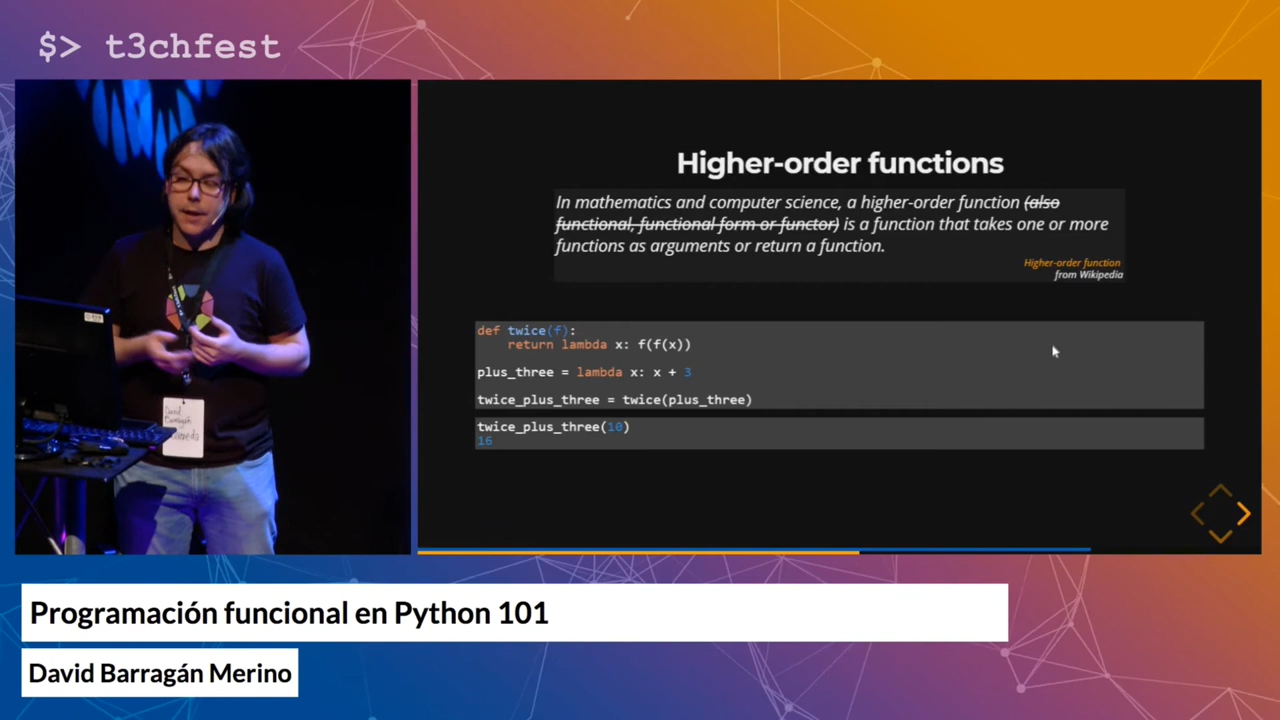 $> t3chfest
Higher-order functions
In mathematics and computer science, a higher-order function (also
functional, functional form or functor) is a function that takes one or more
functions as arguments or return a function.
Higher-order function
from Wikipedia
def twice(f):
    return lambda x: f(f(x))
plus_three = lambda x: x + 3
twice_plus_three = twice(plus_three)
twice_plus_three(10)
16
David
Barragán
Programación funcional en Python 101
David Barragán Merino